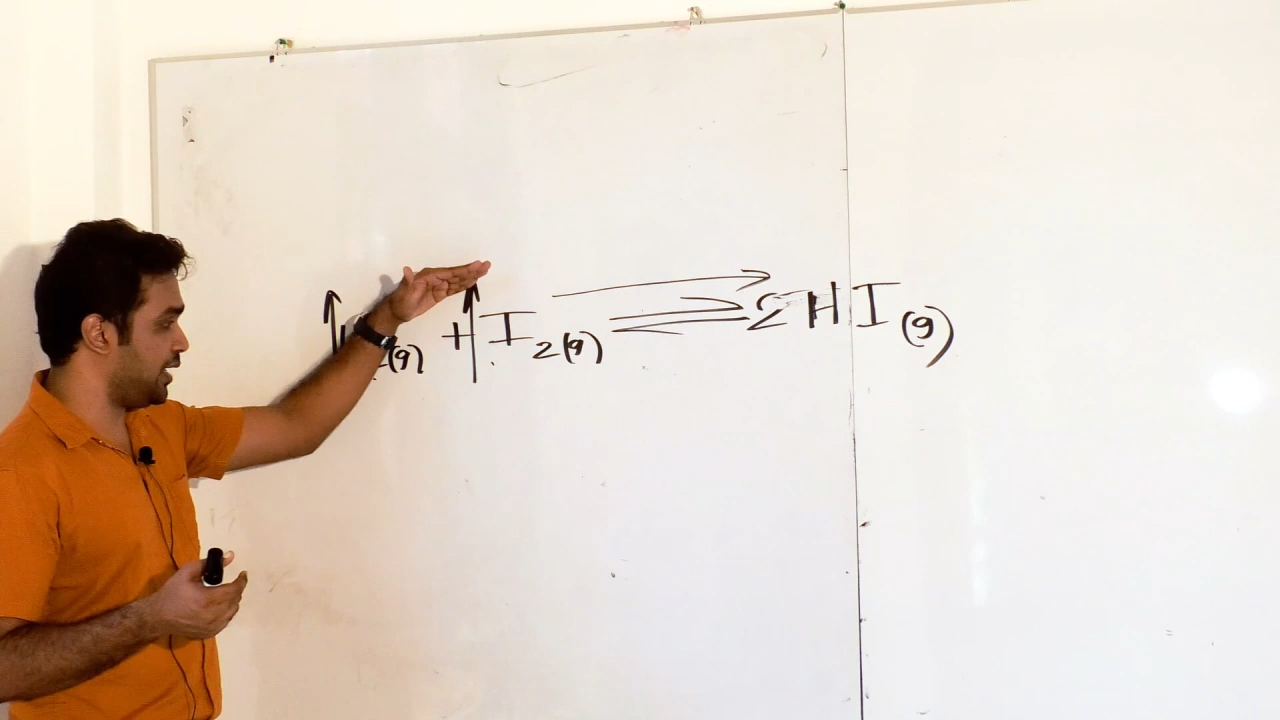 ↑ (g) + ↑ I₂(g) → ⇌ 2HI(g)